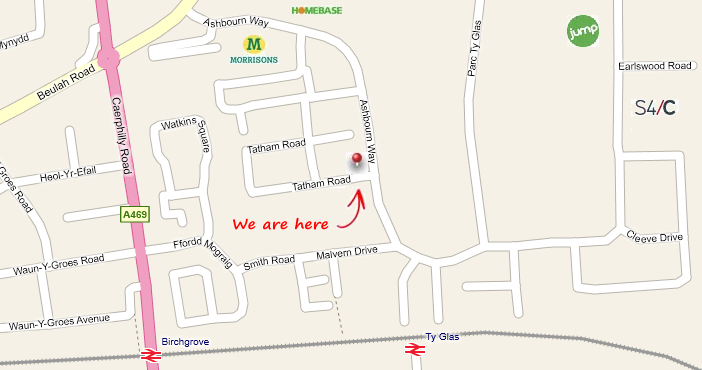 HOMEBASE
Ashbourn Way
jump
Mynydd
M
MORRISONS
Parc Ty Glas
Earlswood Road
Beulah Road
S4/C
Caerphilly Road
Ashbourn Way
Watkins Square
Tatham Road
Heol-Yr-Efail
Groes Road
Tatham Road
A469
We are here
Ffordd Mograig
Cleeve Drive
Malvern Drive
Smith Road
Waun-Y-Groes Road
Waun-Y-Groes Avenue
Birchgrove
Ty Glas